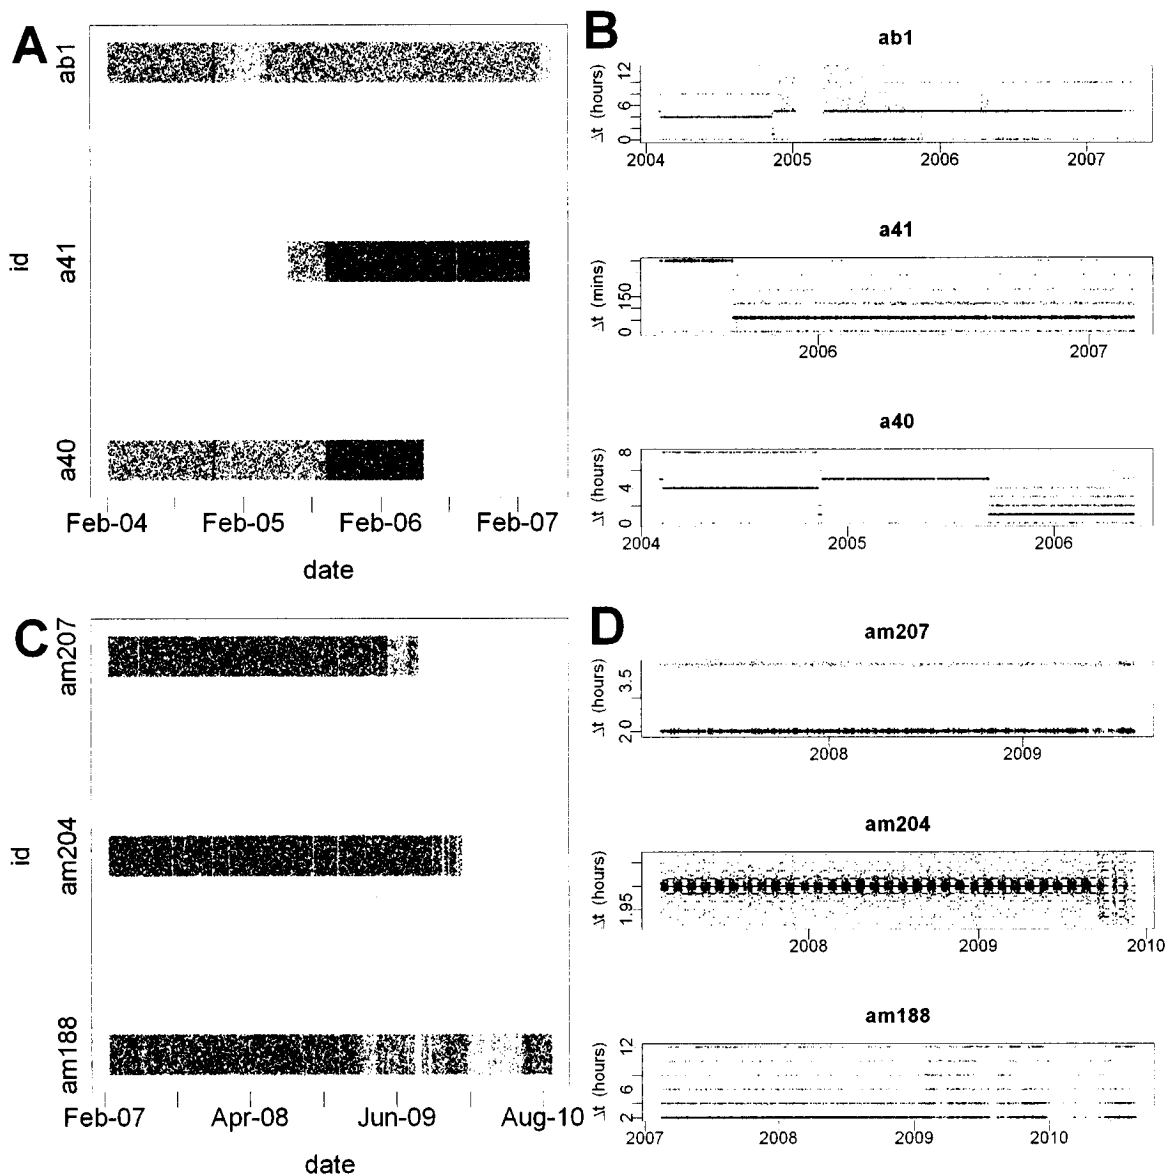 A
ab1
a41
a40
id
Feb-04 Feb-05 Feb-06 Feb-07
date
B
ab1
Δt (hours)
0 6 12
2004 2005 2006 2007
a41
Δt (mins)
0 150
2006 2007
a40
Δt (hours)
0 4 8
2004 2005 2006
C
am207
am204
am188
id
Feb-07 Apr-08 Jun-09 Aug-10
date
D
am207
Δt (hours)
2.0 3.5
2008 2009
am204
Δt (hours)
1.95
2008 2009 2010
am188
Δt (hours)
2 6 12
2007 2008 2009 2010